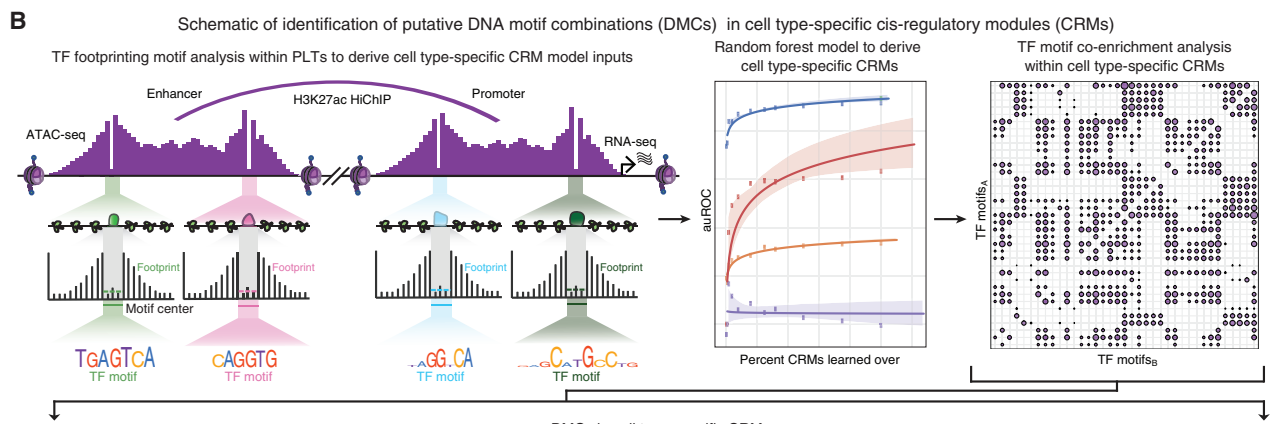 B
Schematic of identification of putative DNA motif combinations (DMCs) in cell type-specific cis-regulatory modules (CRMs)
TF footprinting motif analysis within PLTs to derive cell type-specific CRM model inputs
Enhancer
H3K27ac HiChIP
Promoter
ATAC-seq
RNA-seq
Footprint
Footprint
Footprint
Footprint
Motif center
TGAGTCA
CAGGTG
AGG.CA
CATGCCTG
TF motif
TF motif
TF motif
TF motif
Random forest model to derive
cell type-specific CRMs
auROC
Percent CRMs learned over
TF motif co-enrichment analysis
within cell type-specific CRMs
TF motifsA
TF motifsB